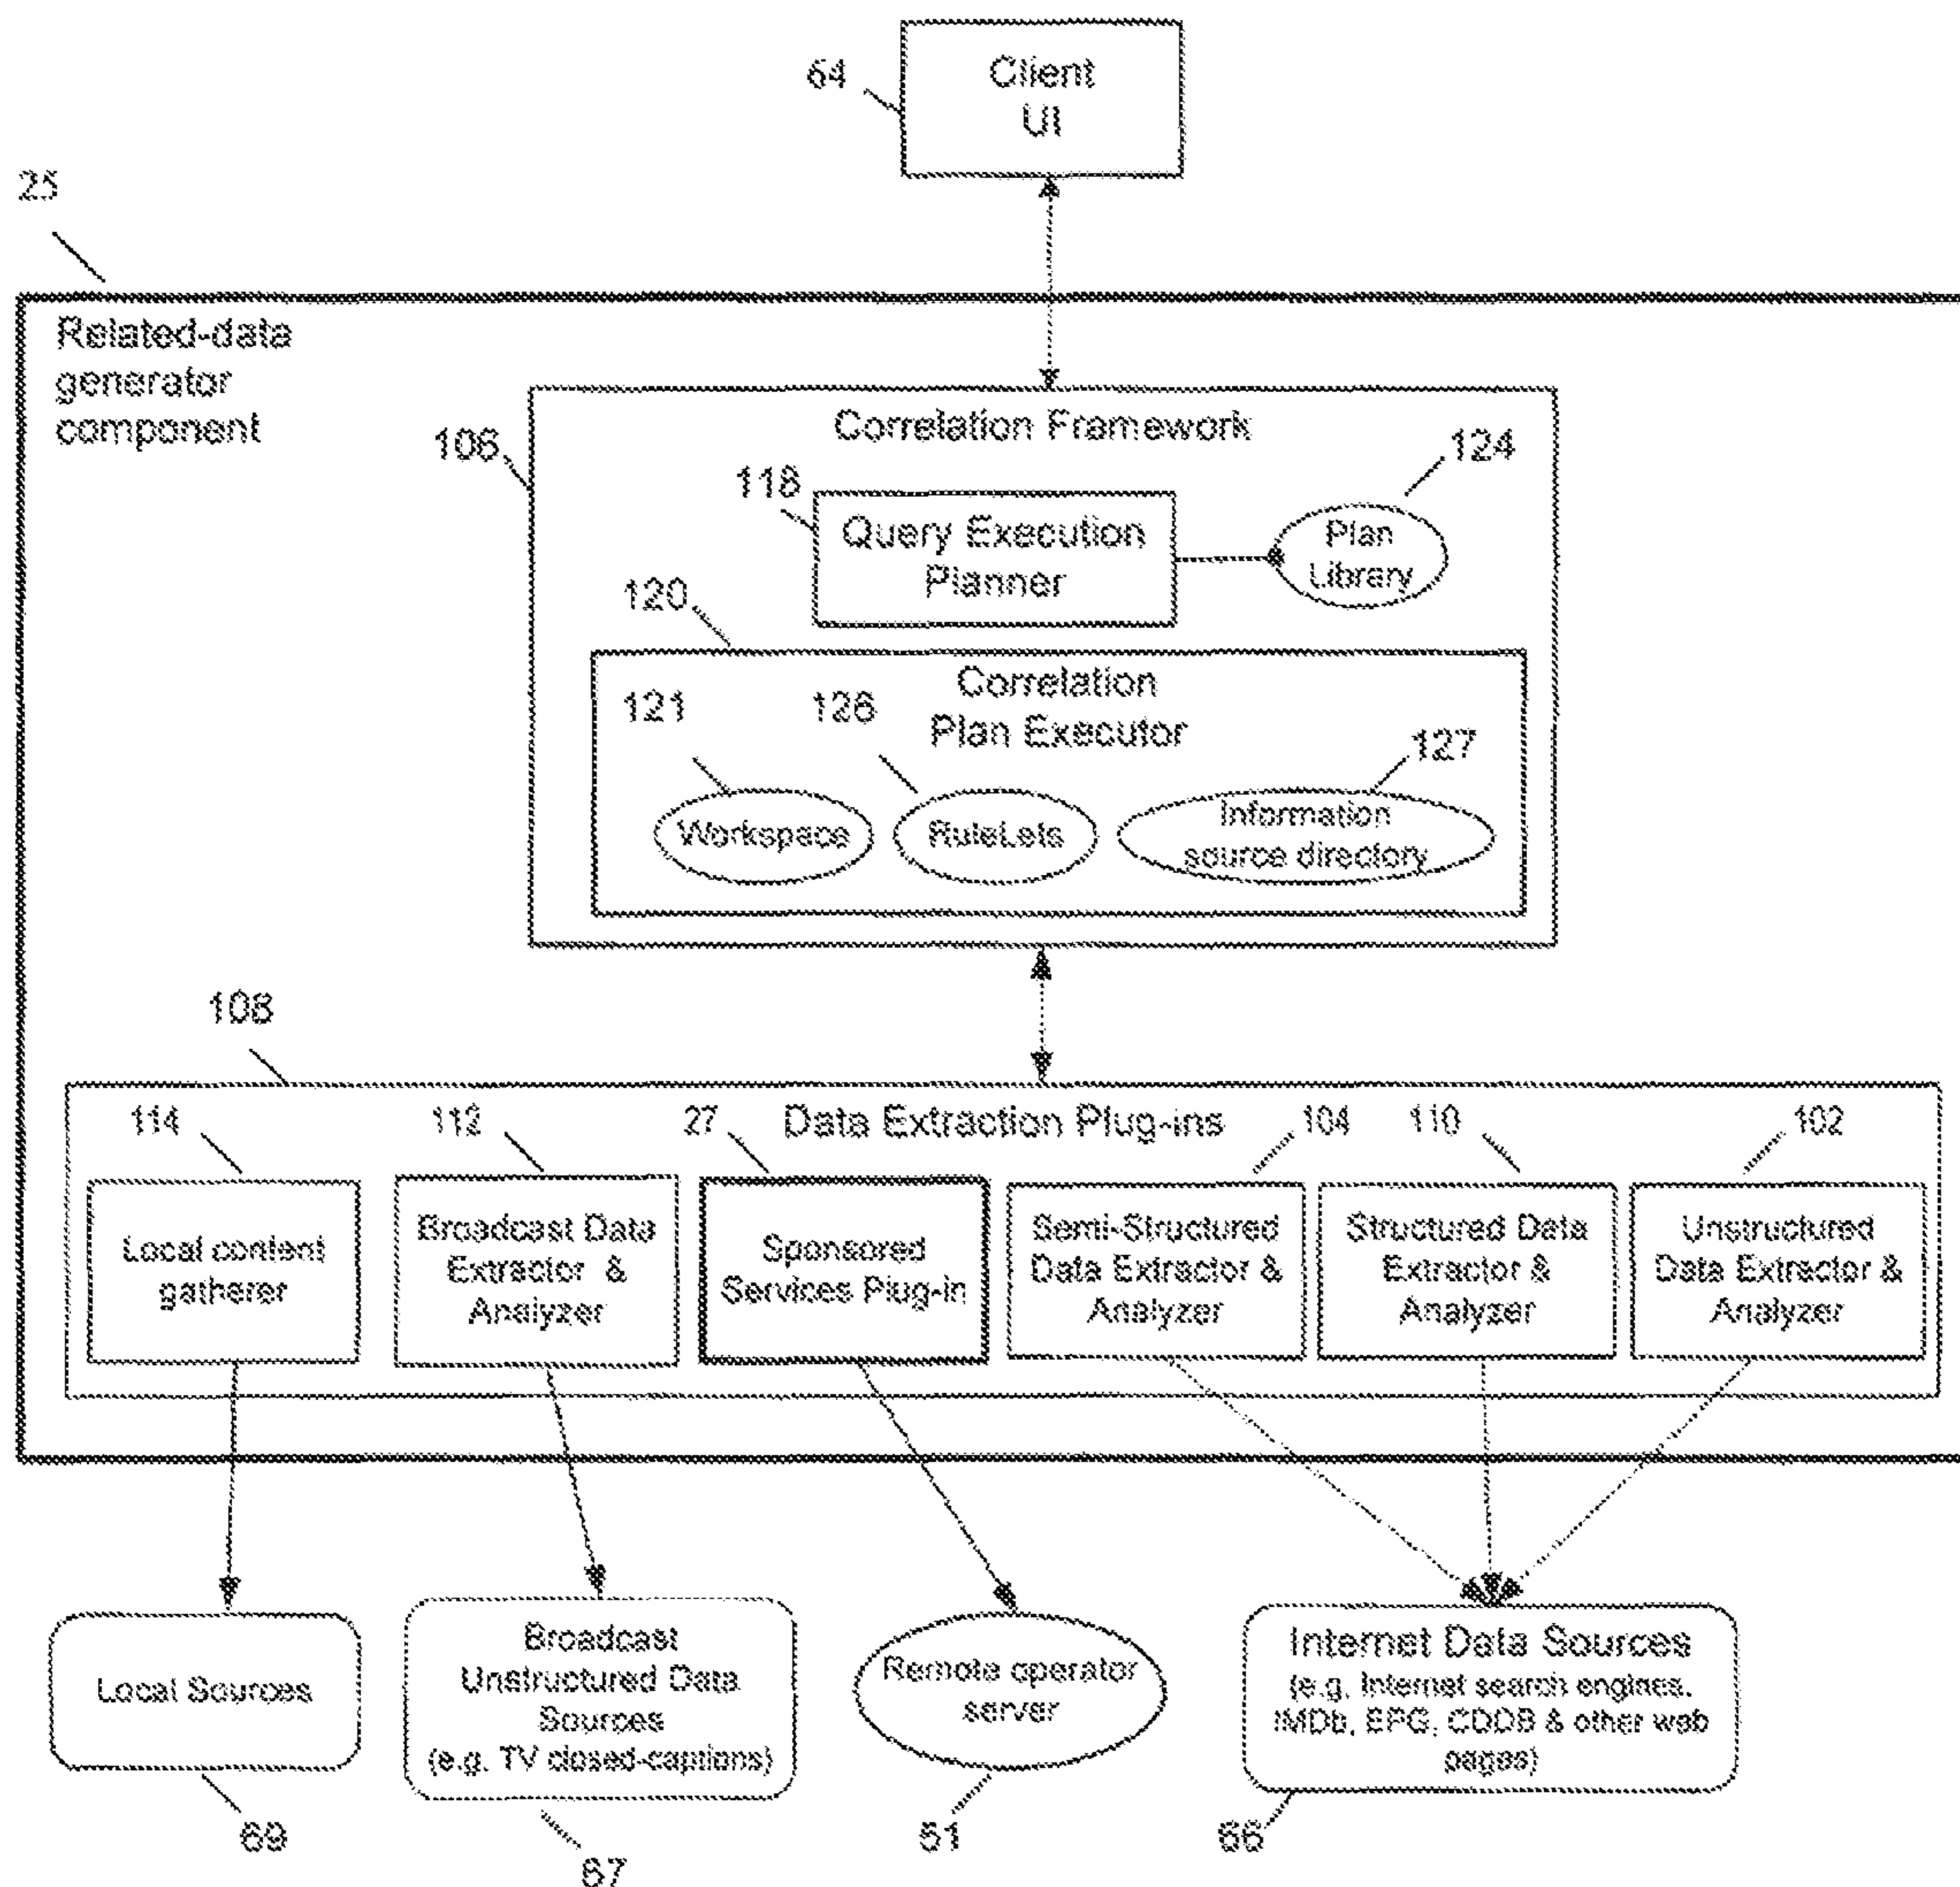 64
Client
UI
25
Related-data
generator
component
106
Correlation Framework
118
Query Execution
Planner
124
Plan
Library
120
Correlation
Plan Executor
121
126
127
Workspace
RuleLets
Information
source directory
108
114
112
27
Data Extraction Plug-ins
104
110
102
Local content
gatherer
Broadcast Data
Extractor &
Analyzer
Sponsored
Services Plug-in
Semi-Structured
Data Extractor &
Analyzer
Structured Data
Extractor &
Analyzer
Unstructured
Data Extractor &
Analyzer
Local Sources
Broadcast
Unstructured Data
Sources
(e.g. TV closed-captions)
Remote operator
server
Internet Data Sources
(e.g. Internet search engines,
IMDb, EPG, CDDB & other web
pages)
69
67
51
66